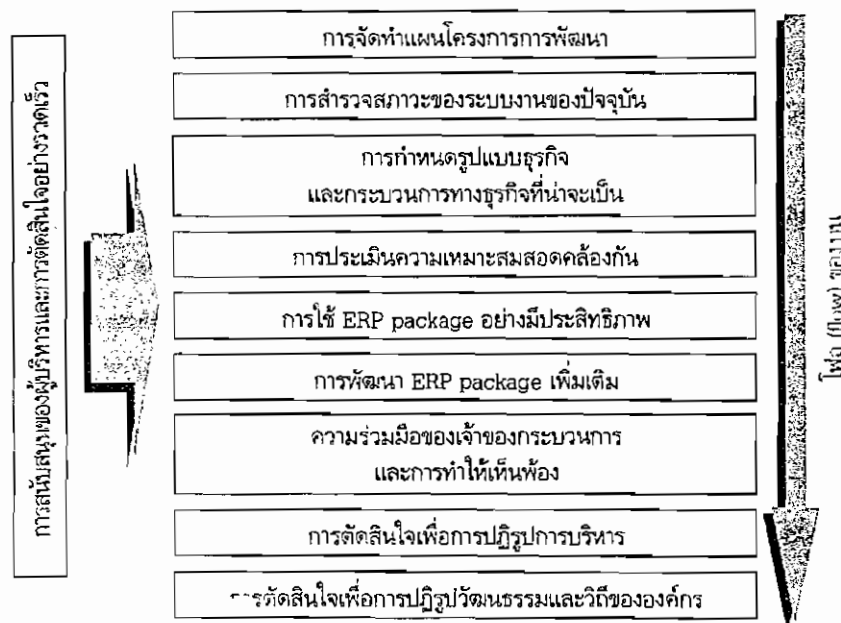 การจัดทำแผนโครงการการพัฒนา
การสำรวจสภาวะของระบบงานของปัจจุบัน
การกำหนดรูปแบบธุรกิจ
และกระบวนการทางธุรกิจที่น่าจะเป็น
การประเมินความเหมาะสมสอดคล้องกัน
การใช้ ERP package อย่างมีประสิทธิภาพ
การพัฒนา ERP package เพิ่มเติม
ความร่วมมือของเจ้าของกระบวนการ
และการทำให้เห็นพ้อง
การตัดสินใจเพื่อการปฏิรูปการบริหาร
การตัดสินใจเพื่อการปฏิรูปวัฒนธรรมและวิถีขององค์กร
การสนับสนุนของผู้บริหารและการตัดสินใจอย่างรวดเร็ว
โฟลว์ (flow) ของงาน